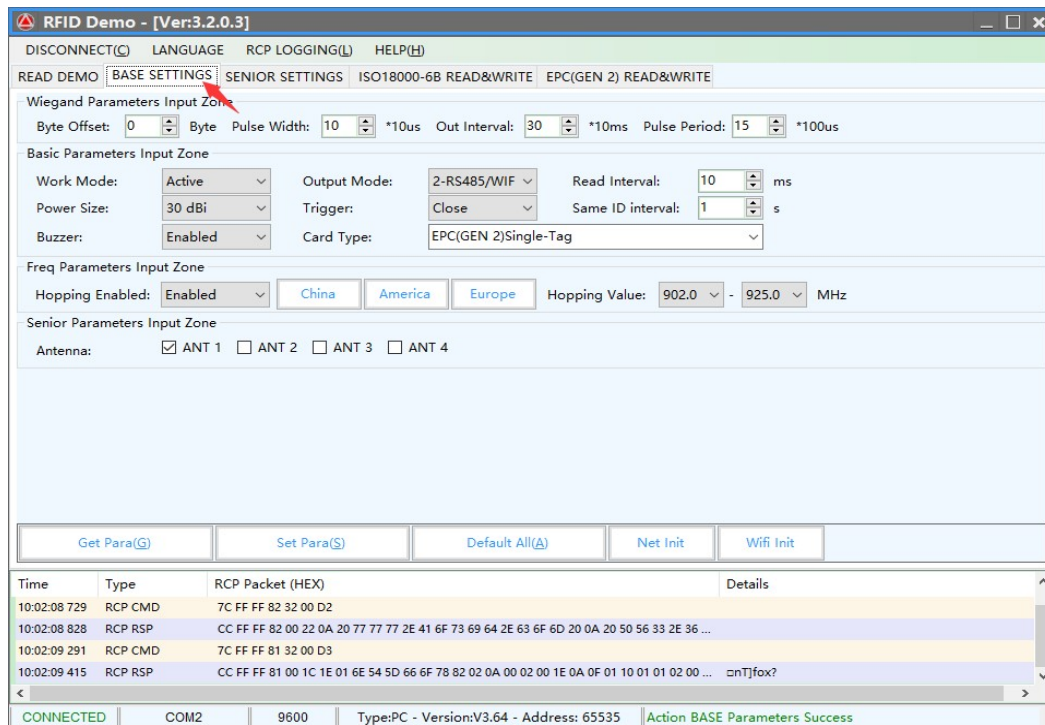 RFID Demo - [Ver:3.2.0.3]
DISCONNECT(C) LANGUAGE RCP LOGGING(L) HELP(H)
READ DEMO BASE SETTINGS SENIOR SETTINGS ISO18000-6B READ&WRITE EPC(GEN 2) READ&WRITE
Wiegand Parameters Input Zone
Byte Offset: 0 Byte Pulse Width: 10 *10us Out Interval: 30 *10ms Pulse Period: 15 *100us
Basic Parameters Input Zone
Work Mode: Active Output Mode: 2-RS485/WIF Read Interval: 10 ms
Power Size: 30 dBi Trigger: Close Same ID interval: 1 s
Buzzer: Enabled Card Type: EPC(GEN 2)Single-Tag
Freq Parameters Input Zone
Hopping Enabled: Enabled China America Europe Hopping Value: 902.0 - 925.0 MHz
Senior Parameters Input Zone
Antenna: ANT 1 ANT 2 ANT 3 ANT 4
Get Para(G) Set Para(S) Default All(A) Net Init Wifi Init
Time Type RCP Packet (HEX) Details
10:02:08 729 RCP CMD 7C FF FF 82 32 00 D2
10:02:08 828 RCP RSP CC FF FF 82 00 22 0A 20 77 77 77 2E 41 6F 73 69 64 2E 63 6F 6D 20 0A 20 50 56 33 2E 36 ...
10:02:09 291 RCP CMD 7C FF FF 81 32 00 D3
10:02:09 415 RCP RSP CC FF FF 81 00 1C 1E 01 6E 54 5D 66 6F 78 82 02 0A 00 02 00 1E 0A 0F 01 10 01 01 02 00 ... □nT]fox?
CONNECTED COM2 9600 Type:PC - Version:V3.64 - Address: 65535 Action BASE Parameters Success